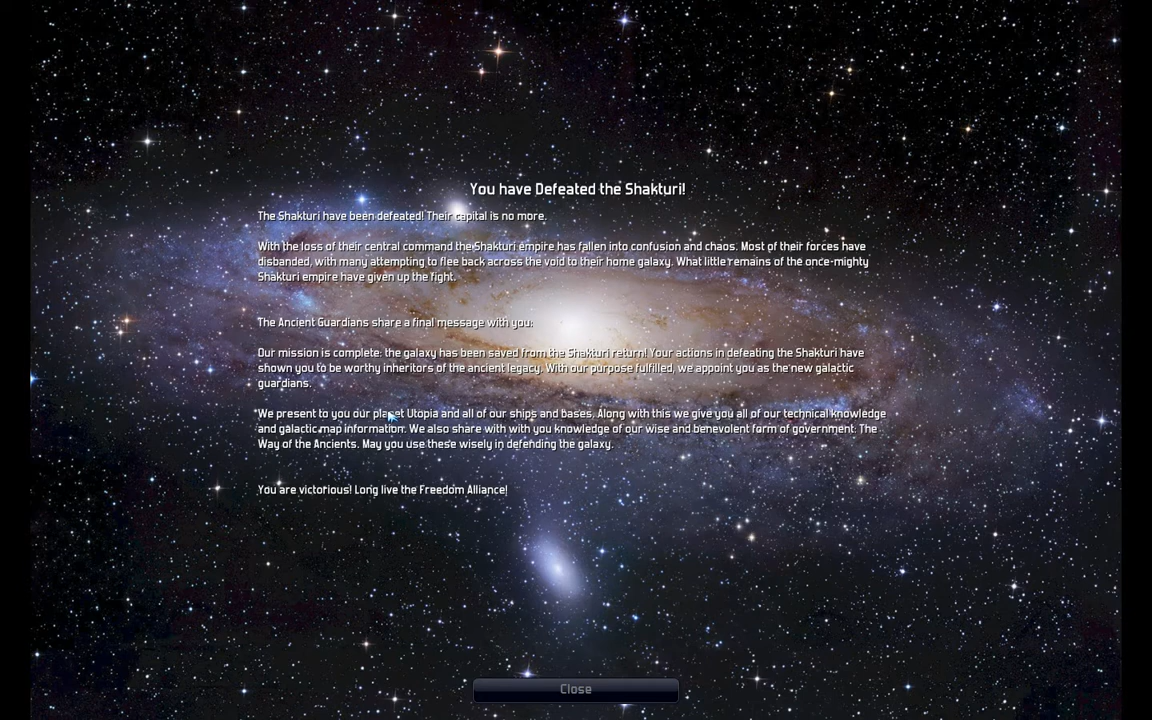 You have Defeated the Shakturi!
The Shakturi have been defeated! Their capital is no more.
With the loss of their central command the Shakturi empire has fallen into confusion and chaos. Most of their forces have
disbanded, with many attempting to flee back across the void to their home galaxy. What little remains of the once-mighty
Shakturi empire have given up the fight.
The Ancient Guardians share a final message with you:
Our mission is complete: the galaxy has been saved from the Shakturi return! Your actions in defeating the Shakturi have
shown you to be worthy inheritors of the ancient legacy. With our purpose fulfilled, we appoint you as the new galactic
guardians.
We present to you our planet Utopia and all of our ships and bases. Along with this we give you all of our technical knowledge
and galactic map information. We also share with with you knowledge of our wise and benevolent form of government: The
Way of the Ancients. May you use these wisely in defending the galaxy.
You are victorious! Long live the Freedom Alliance!
Close